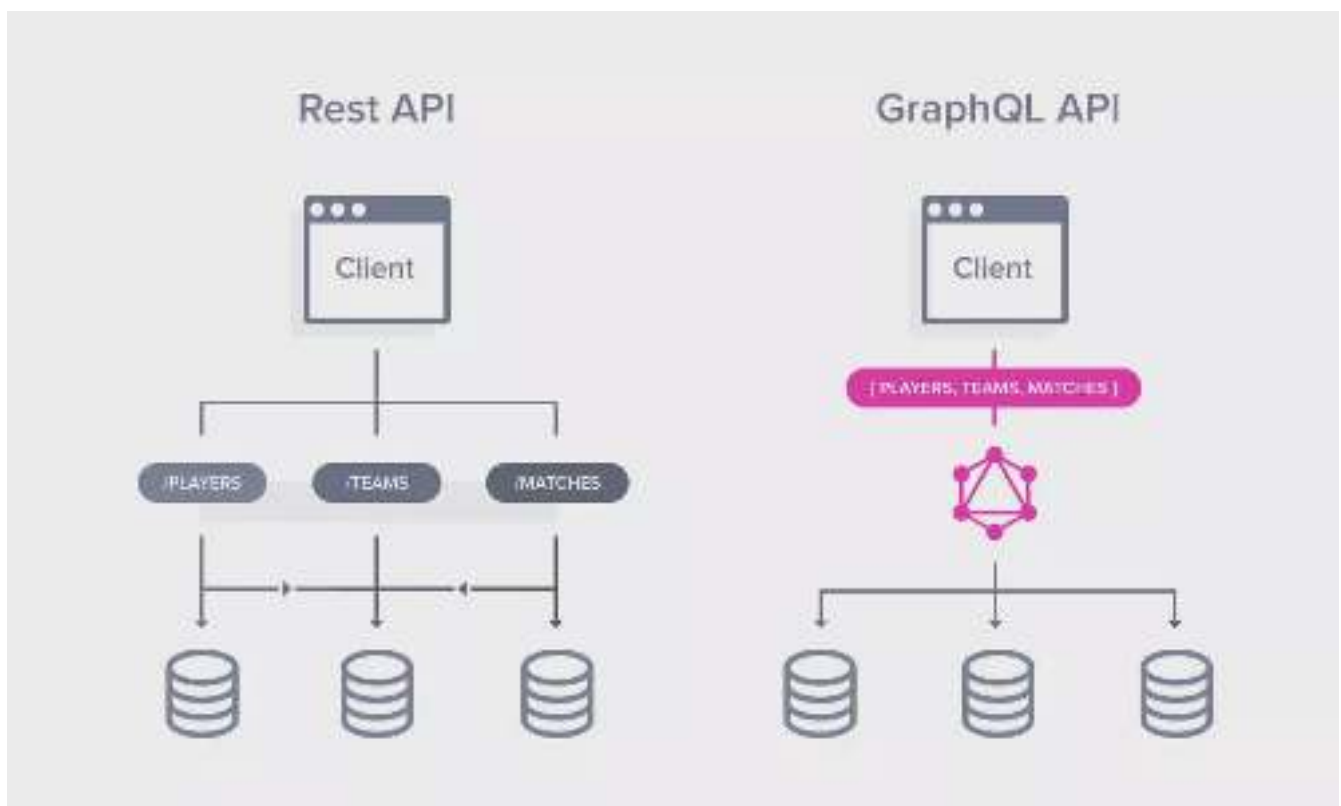 Rest API
GraphQL API
Client
Client
{ PLAYERS, TEAMS, MATCHES }
/PLAYERS
/TEAMS
/MATCHES